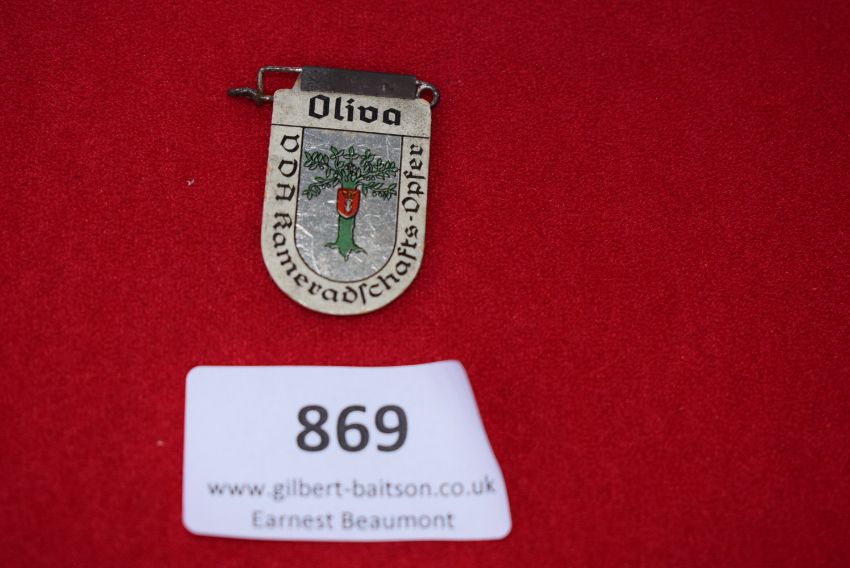 Oliva
VDA Kameradschafts-Opfer
869
www.gilbert-baitson.co.uk
Earnest Beaumont